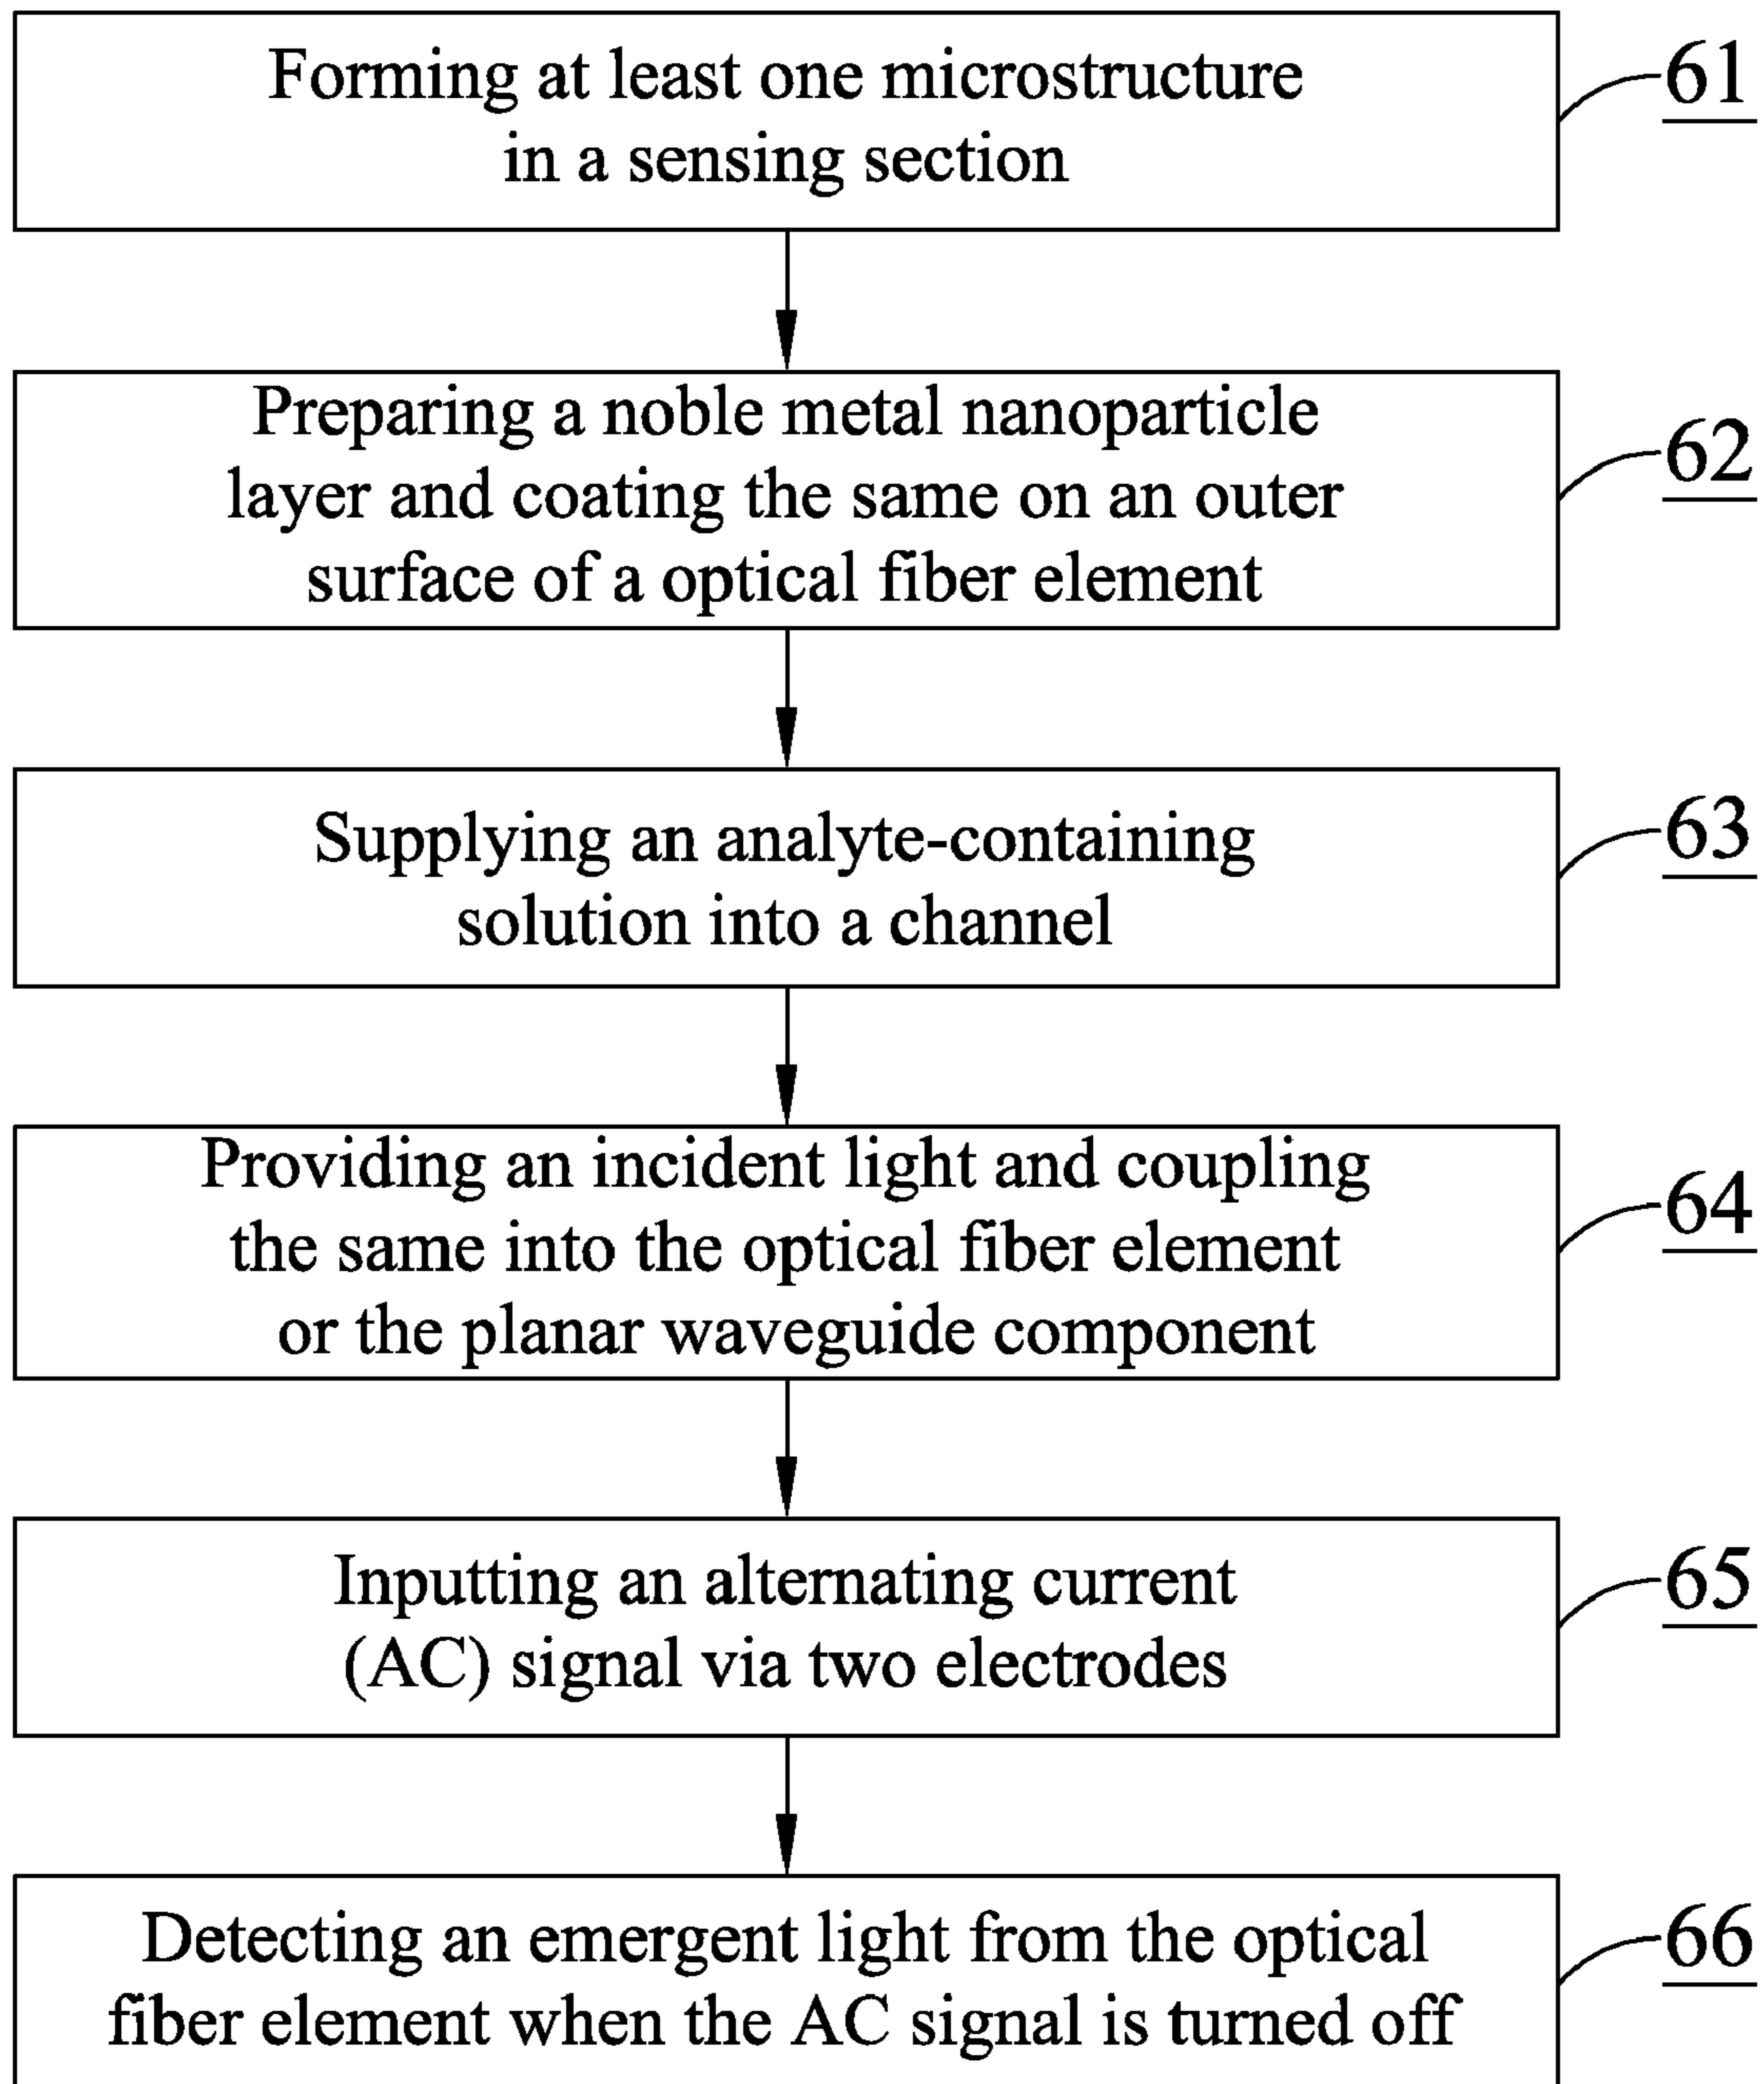 Forming at least one microstructure
in a sensing section
61
Preparing a noble metal nanoparticle
layer and coating the same on an outer
surface of a optical fiber element
62
Supplying an analyte-containing
solution into a channel
63
Providing an incident light and coupling
the same into the optical fiber element
or the planar waveguide component
64
Inputting an alternating current
(AC) signal via two electrodes
65
Detecting an emergent light from the optical
fiber element when the AC signal is turned off
66